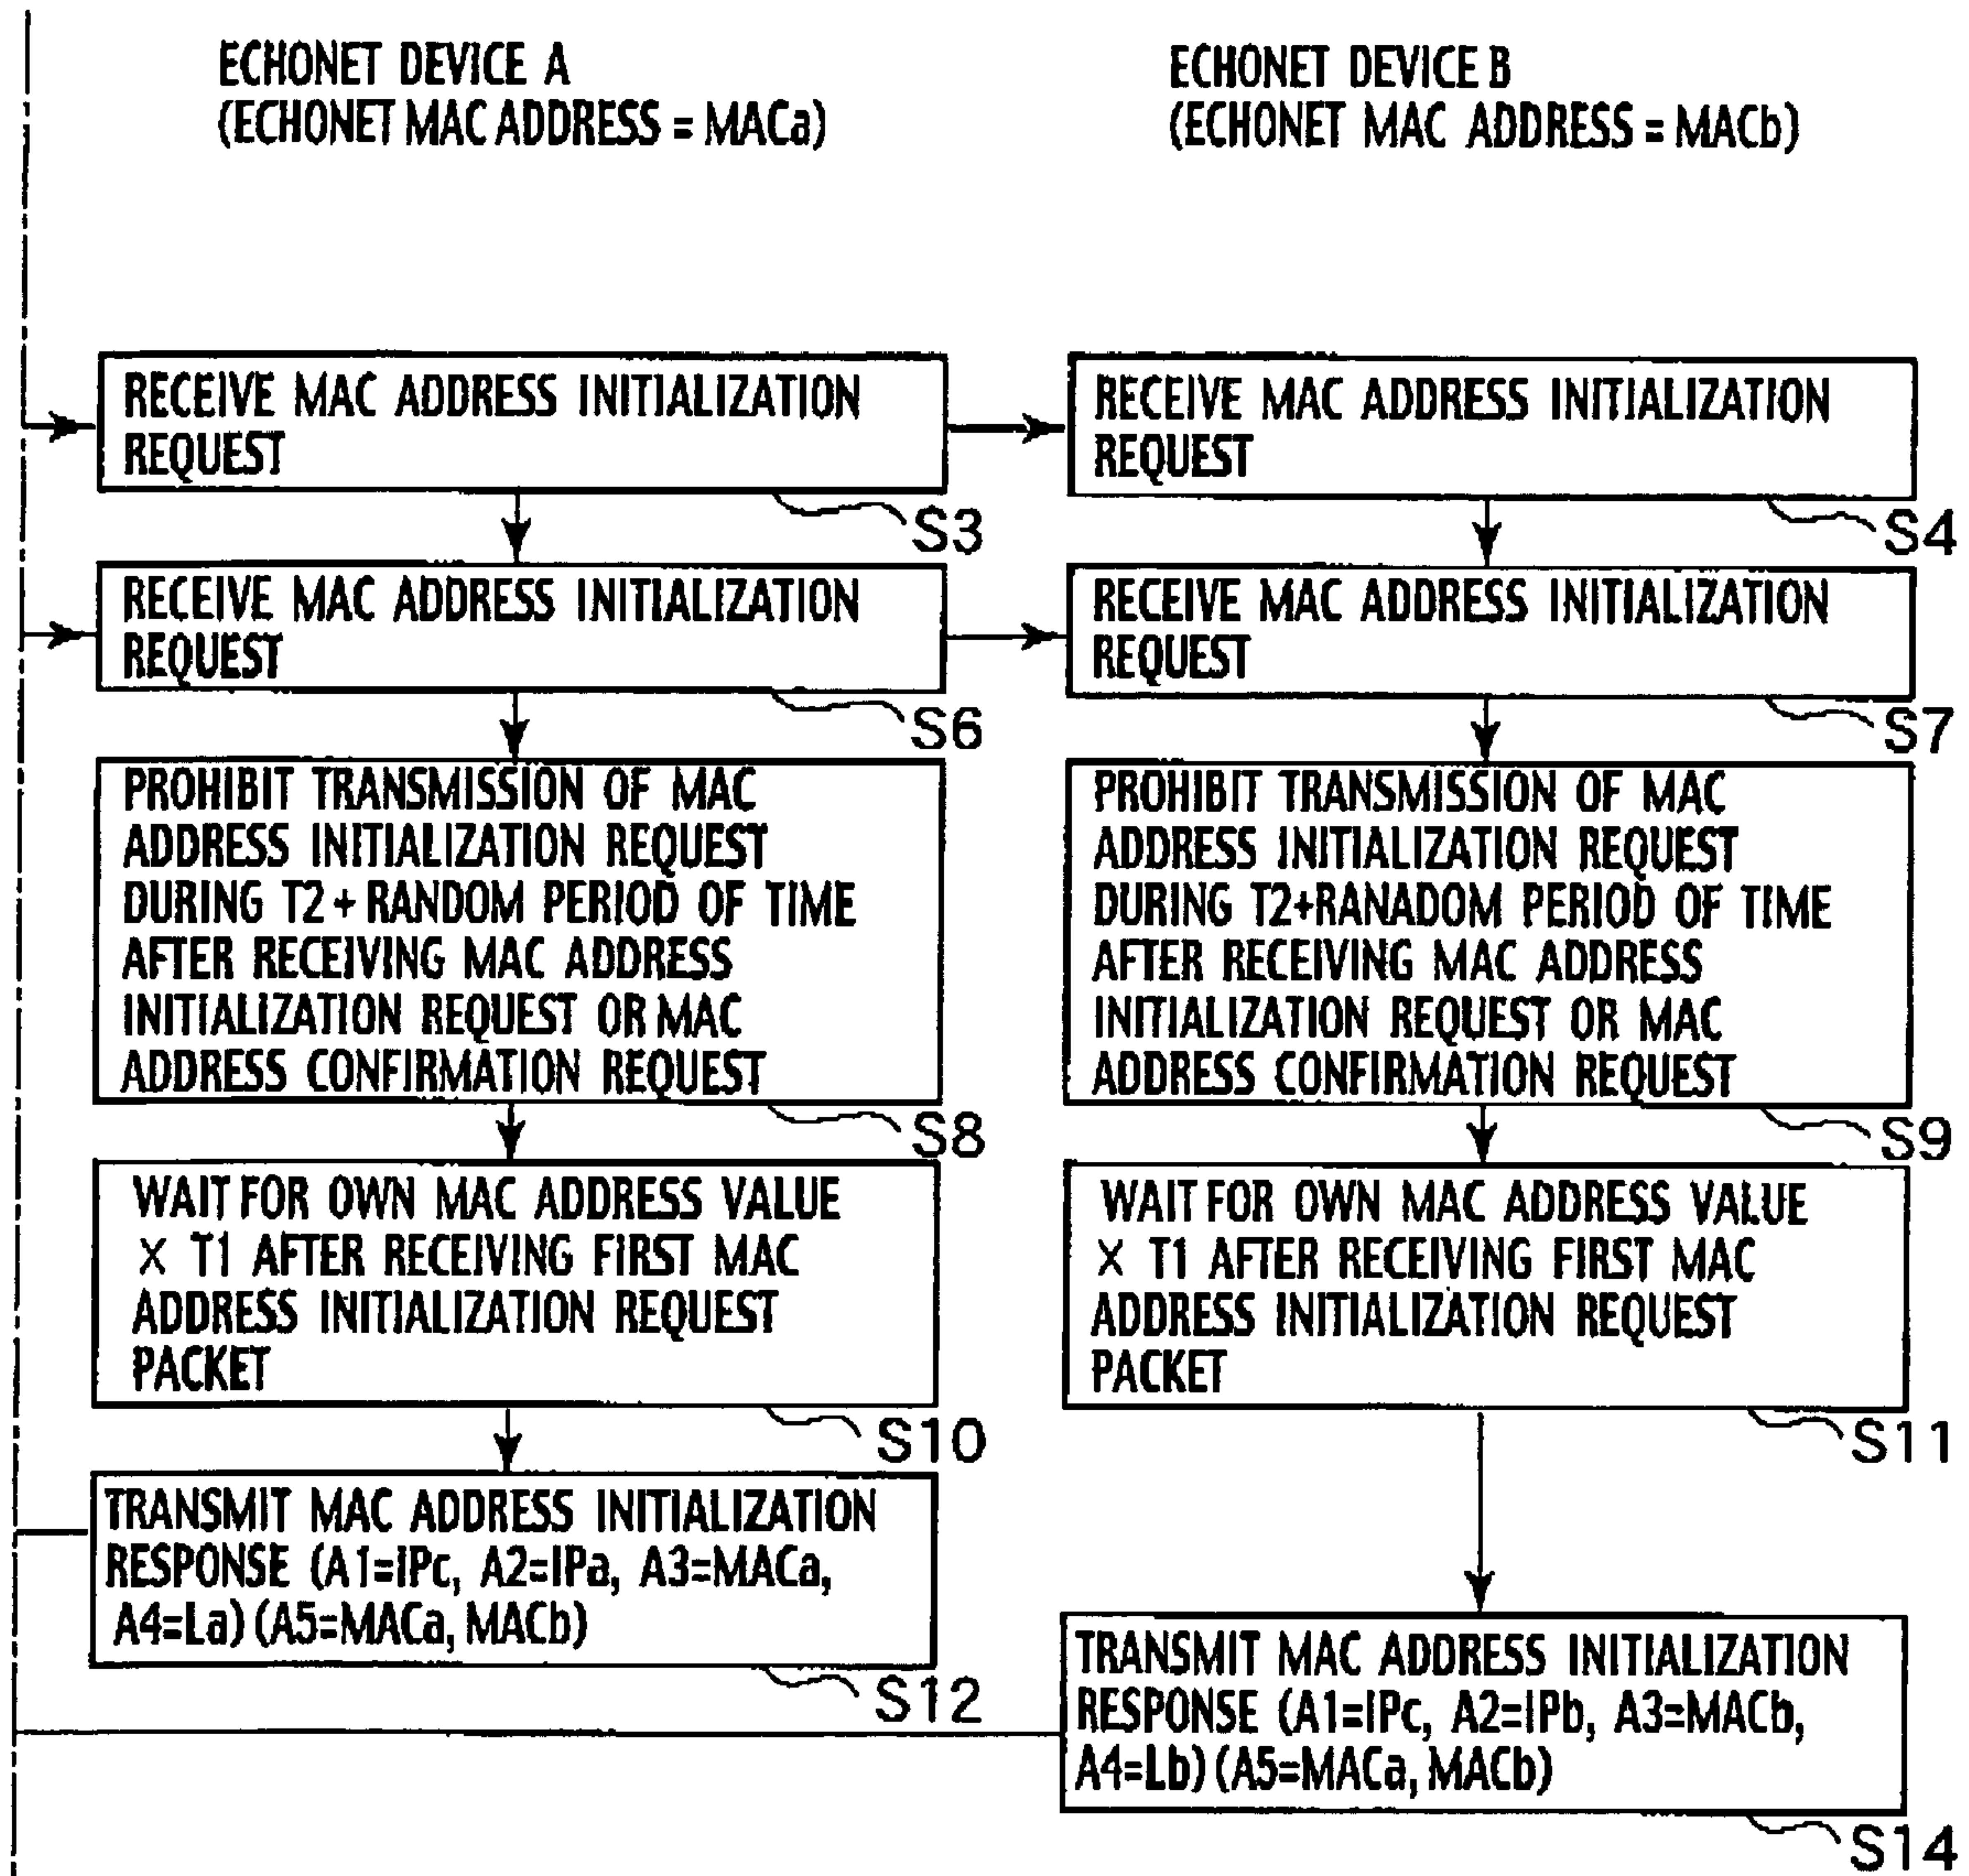 ECHONET DEVICE A
(ECHONET MAC ADDRESS = MACa)
ECHONET DEVICE B
(ECHONET MAC ADDRESS = MACb)
RECEIVE MAC ADDRESS INITIALIZATION
REQUEST
S3
RECEIVE MAC ADDRESS INITIALIZATION
REQUEST
S4
RECEIVE MAC ADDRESS INITIALIZATION
REQUEST
S6
RECEIVE MAC ADDRESS INITIALIZATION
REQUEST
S7
PROHIBIT TRANSMISSION OF MAC
ADDRESS INITIALIZATION REQUEST
DURING T2 + RANDOM PERIOD OF TIME
AFTER RECEIVING MAC ADDRESS
INITIALIZATION REQUEST OR MAC
ADDRESS CONFIRMATION REQUEST
S8
PROHIBIT TRANSMISSION OF MAC
ADDRESS INITIALIZATION REQUEST
DURING T2+RANADOM PERIOD OF TIME
AFTER RECEIVING MAC ADDRESS
INITIALIZATION REQUEST OR MAC
ADDRESS CONFIRMATION REQUEST
S9
WAIT FOR OWN MAC ADDRESS VALUE
× T1 AFTER RECEIVING FIRST MAC
ADDRESS INITIALIZATION REQUEST
PACKET
S10
WAIT FOR OWN MAC ADDRESS VALUE
× T1 AFTER RECEIVING FIRST MAC
ADDRESS INITIALIZATION REQUEST
PACKET
S11
TRANSMIT MAC ADDRESS INITIALIZATION
RESPONSE (A1=IPc, A2=IPa, A3=MACa,
A4=La) (A5=MACa, MACb)
S12
TRANSMIT MAC ADDRESS INITIALIZATION
RESPONSE (A1=IPc, A2=IPb, A3=MACb,
A4=Lb) (A5=MACa, MACb)
S14